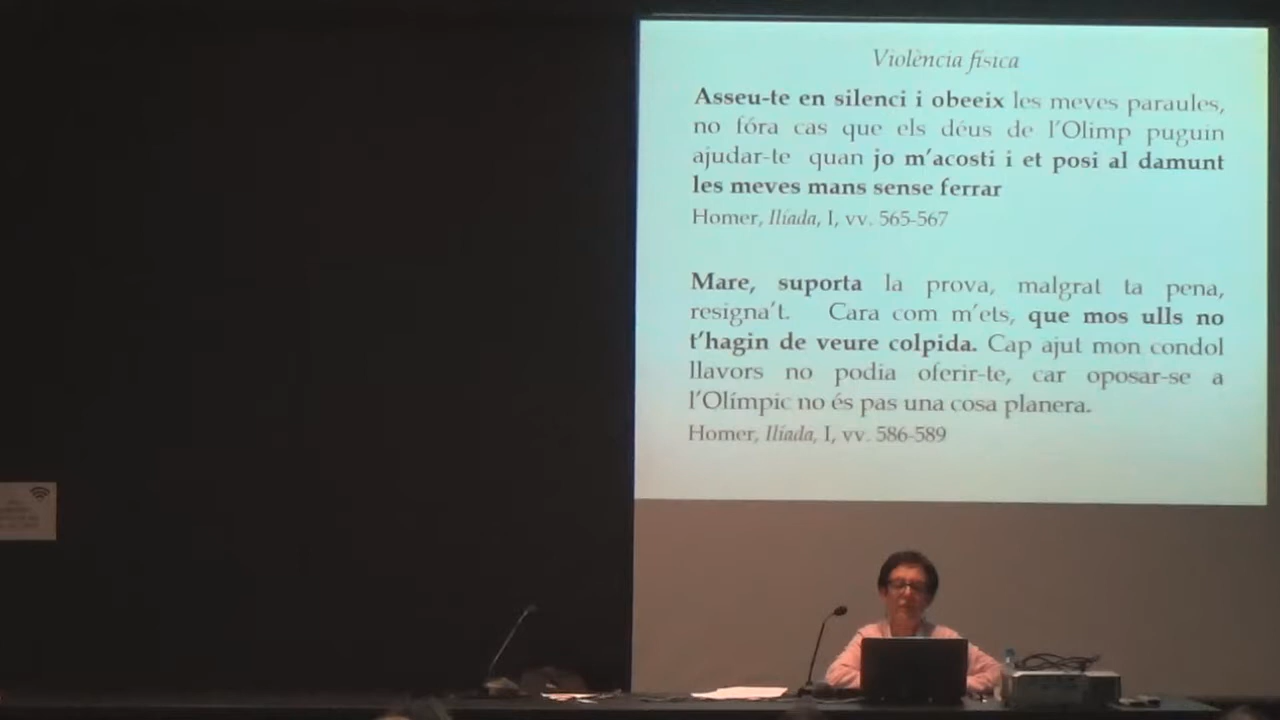 Violència física
Asseu-te en silenci i obeeix les meves paraules,
no fóra cas que els déus de l'Olimp puguin
ajudar-te quan jo m'acosti i et posi al damunt
les meves mans sense ferrar
Homer, Ilíada, I, vv. 565-567
Mare, suporta la prova, malgrat ta pena,
resigna't. Cara com m'ets, que mos ulls no
t'hagin de veure colpida. Cap ajut mon condol
llavors no podia oferir-te, car oposar-se a
l'Olímpic no és pas una cosa planera.
Homer, Ilíada, I, vv. 586-589